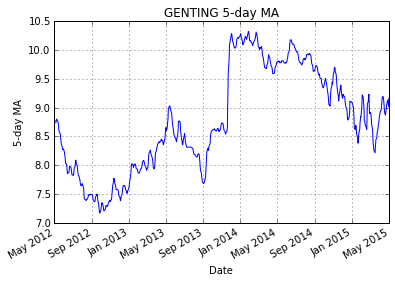 GENTING 5-day MA
10.5
10.0
9.5
9.0
8.5
8.0
7.5
7.0
5-day MA
May 2012
Sep 2012
Jan 2013
May 2013
Sep 2013
Jan 2014
May 2014
Sep 2014
Jan 2015
May 2015
Date